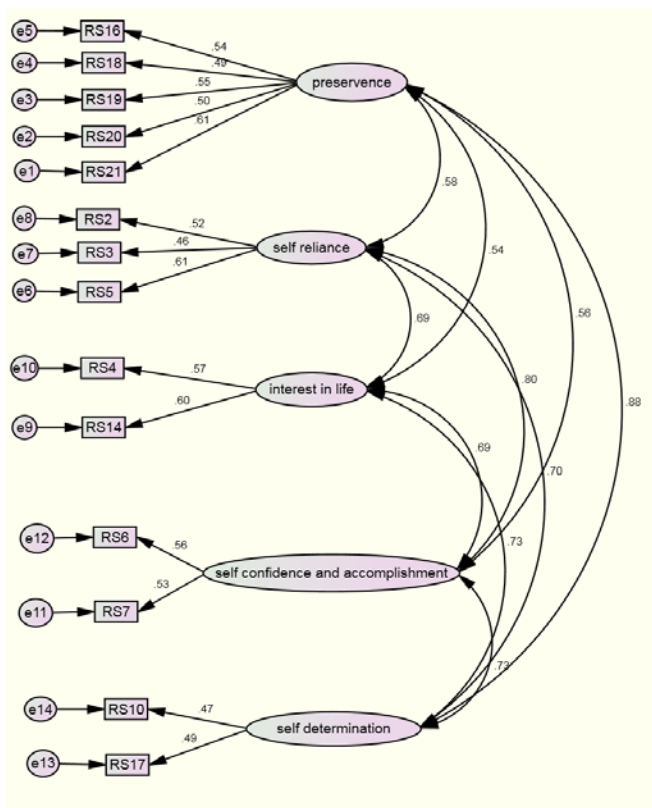 e5 RS16 .54
e4 RS18 .49
preservence
e3 RS19 .55
e2 RS20 .50
e1 RS21 .61
.58
e8 RS2 .52
e7 RS3 .46
self reliance
.54
e6 RS5 .61
.69
.56
e10 RS4 .57
interest in life
.80
.88
e9 RS14 .60
.69
.70
e12 RS6 .56
.73
self confidence and accomplishment
e11 RS7 .53
.73
e14 RS10 .47
self determination
e13 RS17 .49